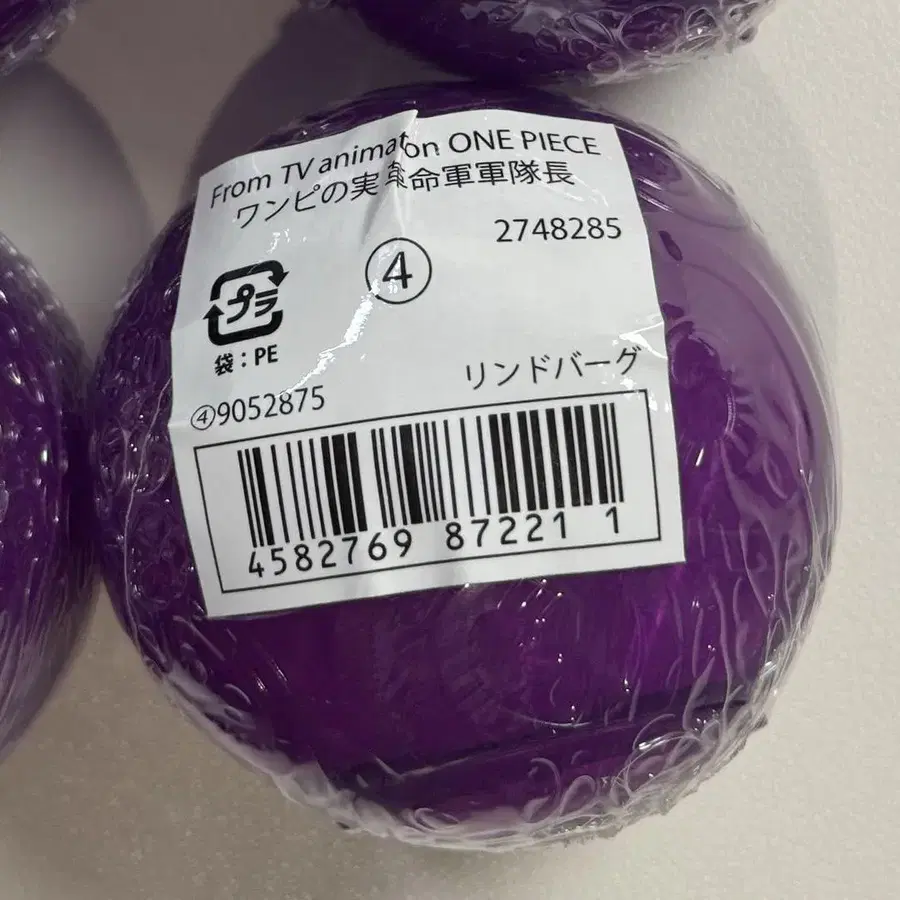 From TV animation ONE PIECE
ワンピの実 革命軍軍隊長
2748285
④
プラ
袋:PE
リンドバーグ
④9052875
4582769 87221 1